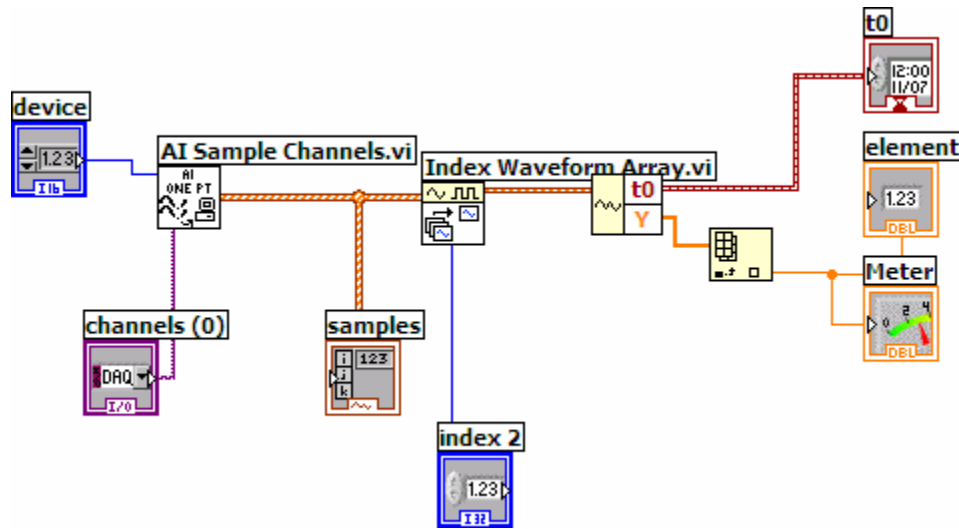 t0
12:00
11/07
device
1.23
I16
AI Sample Channels.vi
AI
ONE PT
Index Waveform Array.vi
t0
Y
element
1.23
DBL
Meter
0 2 4
DBL
channels (0)
DAQ
I/O
samples
i
j
k
123
index 2
1.23
I32